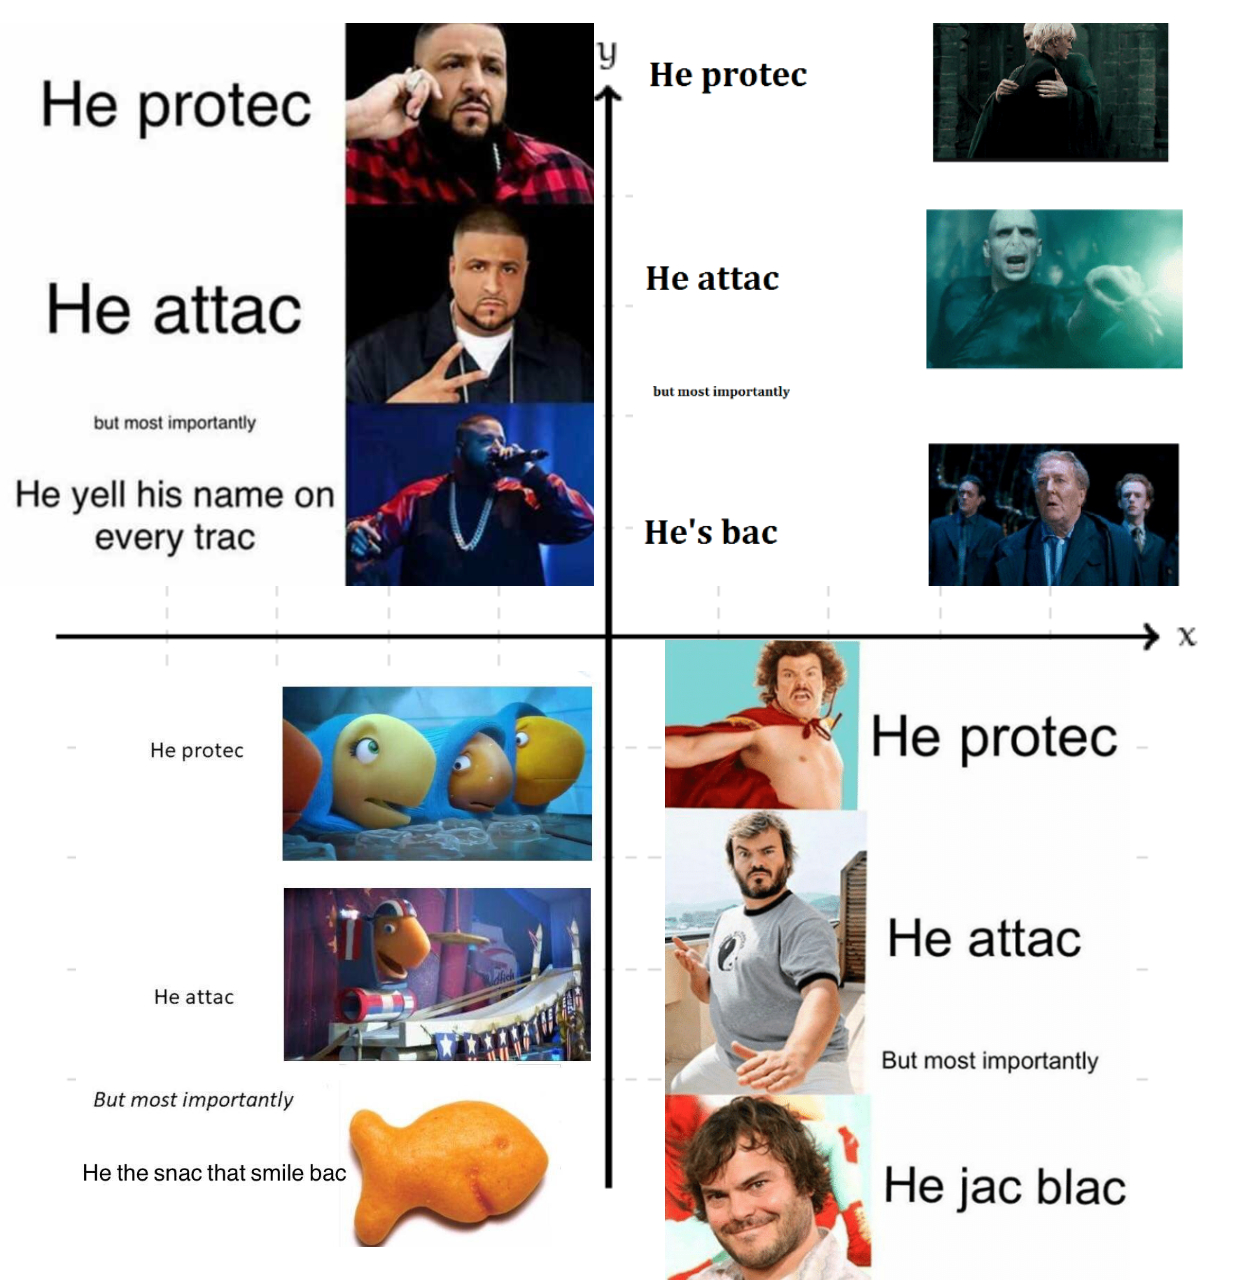 He protec
He attac
but most importantly
He yell his name on
every trac
y
He protec
He attac
but most importantly
He's bac
x
He protec
He attac
But most importantly
He the snac that smile bac
He protec
He attac
But most importantly
He jac blac